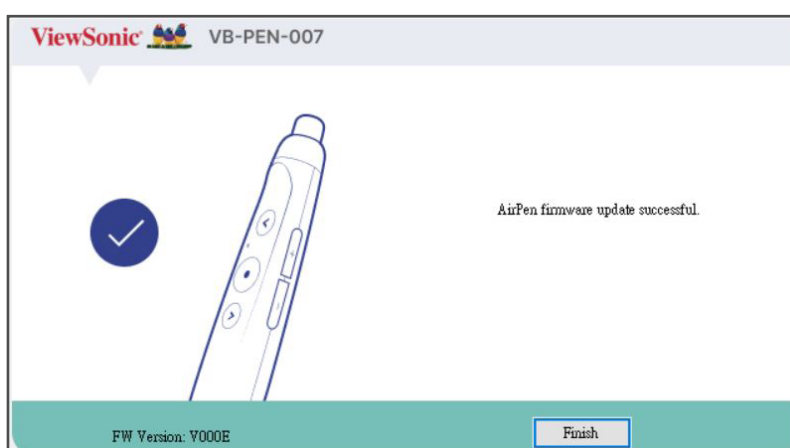 ViewSonic VB-PEN-007
AirPen firmware update successful.
+
-
FW Version: V000E
Finish